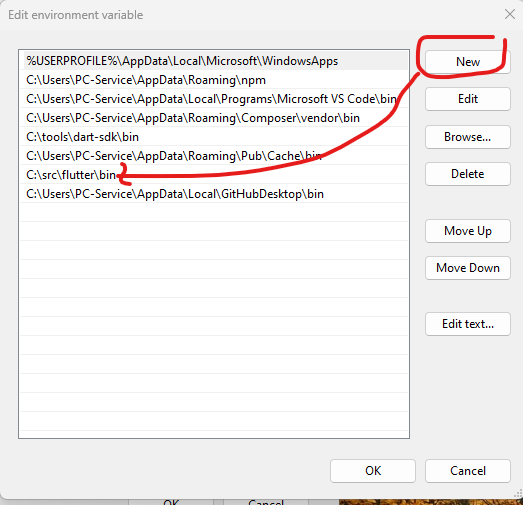 Edit environment variable
%USERPROFILE%\AppData\Local\Microsoft\WindowsApps
C:\Users\PC-Service\AppData\Roaming\npm
C:\Users\PC-Service\AppData\Local\Programs\Microsoft VS Code\bin
C:\Users\PC-Service\AppData\Roaming\Composer\vendor\bin
C:\tools\dart-sdk\bin
C:\Users\PC-Service\AppData\Roaming\Pub\Cache\bin
C:\src\flutter\bin
C:\Users\PC-Service\AppData\Local\GitHubDesktop\bin
New
Edit
Browse...
Delete
Move Up
Move Down
Edit text...
OK
Cancel
OK
Cancel